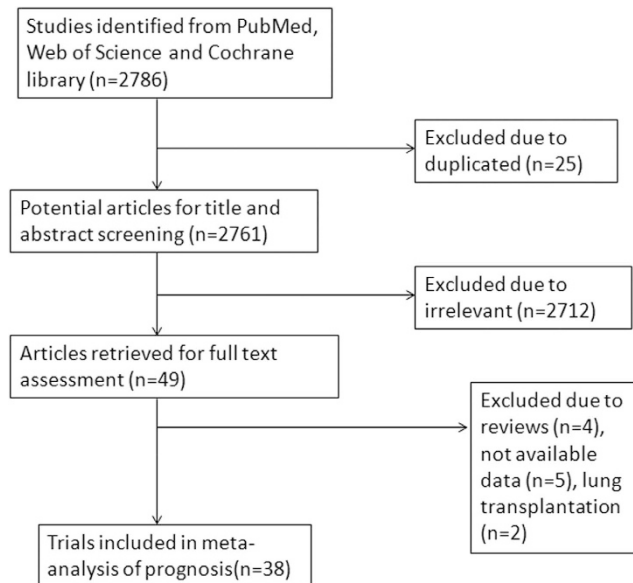 Studies identified from PubMed,
Web of Science and Cochrane
library (n=2786)
Excluded due to
duplicated (n=25)
Potential articles for title and
abstract screening (n=2761)
Excluded due to
irrelevant (n=2712)
Articles retrieved for full text
assessment (n=49)
Excluded due to
reviews (n=4),
not available
data (n=5), lung
transplantation
(n=2)
Trials included in meta-
analysis of prognosis(n=38)